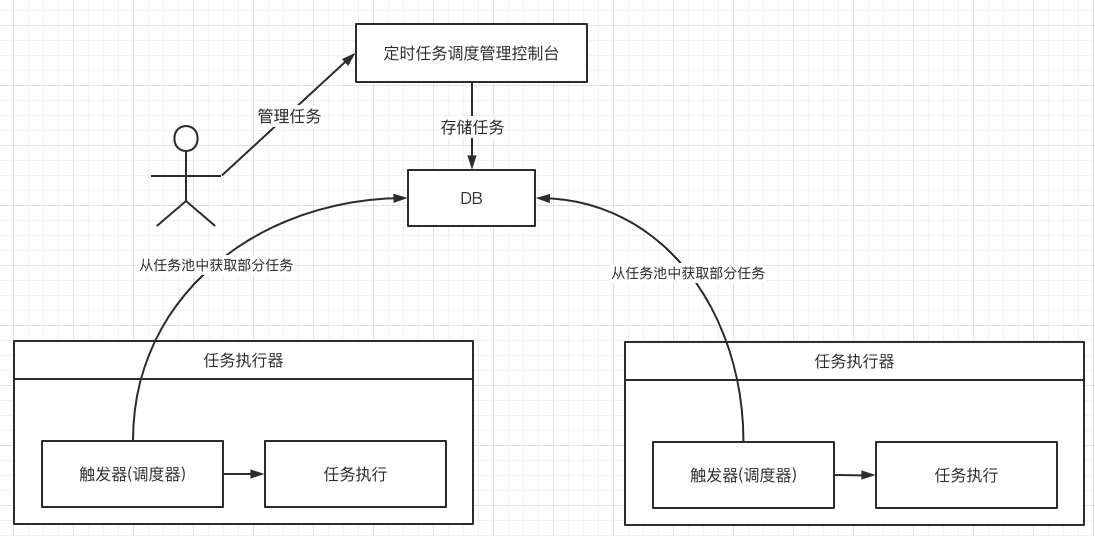 定时任务调度管理控制台
管理任务
存储任务
DB
从任务池中获取部分任务
从任务池中获取部分任务
任务执行器
任务执行器
触发器(调度器)
任务执行
触发器(调度器)
任务执行